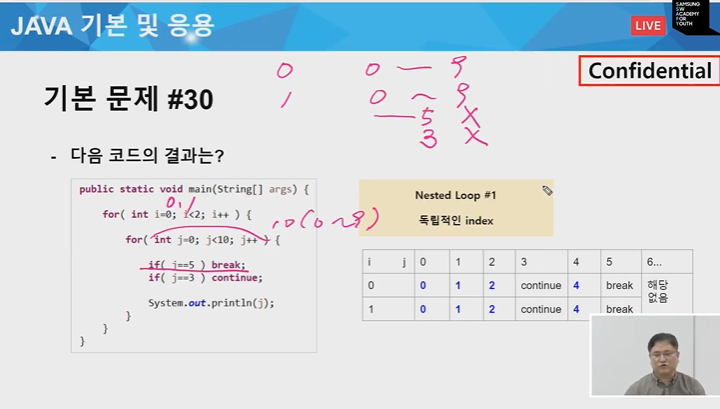 JAVA 기본 및 응용
LIVE
SAMSUNG
SW
ACADEMY
FOR
YOUTH
Confidential
0 0 — 9
1 0 ~ 9
— 5 X
3 X
기본 문제 #30
- 다음 코드의 결과는?
public static void main(String[] args) {
0,1
for( int i=0; i<2; i++ ) {
10(0~9)
for( int j=0; j<10; j++ ) {
if( j==5 ) break;
if( j==3 ) continue;
System.out.println(j);
}
}
}
Nested Loop #1
독립적인 index
i j 0 1 2 3 4 5 6...
0 0 1 2 continue 4 break 해당 없음
1 0 1 2 continue 4 break